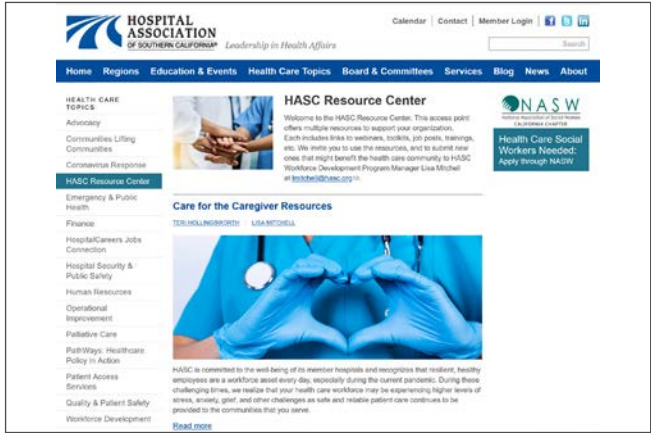 HOSPITAL
ASSOCIATION
OF SOUTHERN CALIFORNIA®
Leadership in Health Affairs
Calendar | Contact | Member Login
Search
Home Regions Education & Events Health Care Topics Board & Committees Services Blog News About
HEALTH CARE
TOPICS
Advocacy
Communities Lifting
Communities
Coronavirus Response
HASC Resource Center
Emergency & Public
Health
Finance
HospitalCareers Jobs
Connection
Hospital Security &
Public Safety
Human Resources
Operational
Improvement
Palliative Care
PathWays: Healthcare
Policy in Action
Patient Access
Services
Quality & Patient Safety
Workforce Development
HASC Resource Center
Welcome to the HASC Resource Center. This access point
offers multiple resources to support your organization.
Each includes links to webinars, toolkits, job posts, trainings,
etc. We invite you to use the resources, and to submit new
ones that might benefit the health care community to HASC
Workforce Development Program Manager Lisa Mitchell
at lmitchell@hasc.org
Care for the Caregiver Resources
TERI HOLLINGSWORTH | LISA MITCHELL
HASC is committed to the well-being of its member hospitals and recognizes that resilient, healthy
employees are a workforce asset every day, especially during the current pandemic. During these
challenging times, we realize that your health care workforce may be experiencing higher levels of
stress, anxiety, grief, and other challenges as safe and reliable patient care continues to be
provided to the communities that you serve.
Read more
NASW
National Association of Social Workers
CALIFORNIA CHAPTER
Health Care Social
Workers Needed:
Apply through NASW